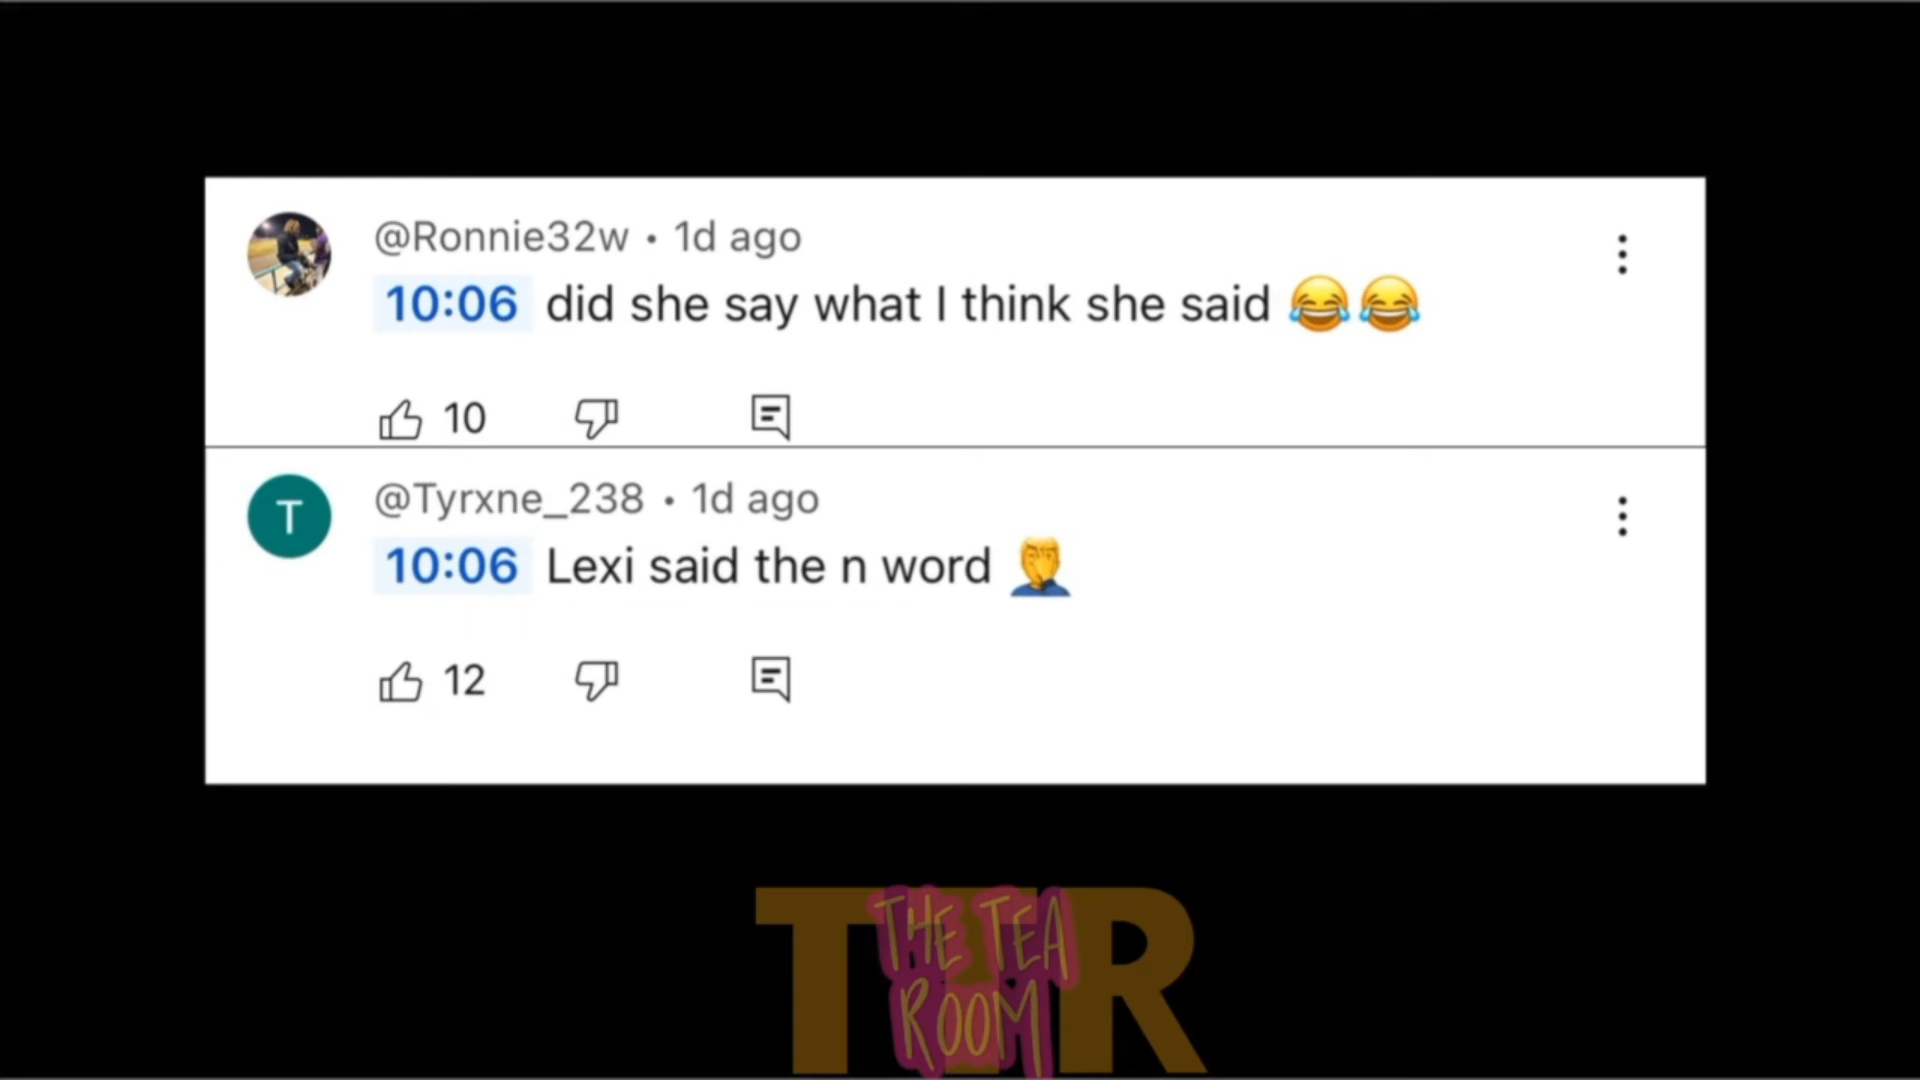 @Ronnie32w • 1d ago
10:06 did she say what I think she said 😂😂
10
T
@Tyrxne_238 • 1d ago
10:06 Lexi said the n word 🤦
12
THE TEA
ROOM
TTR